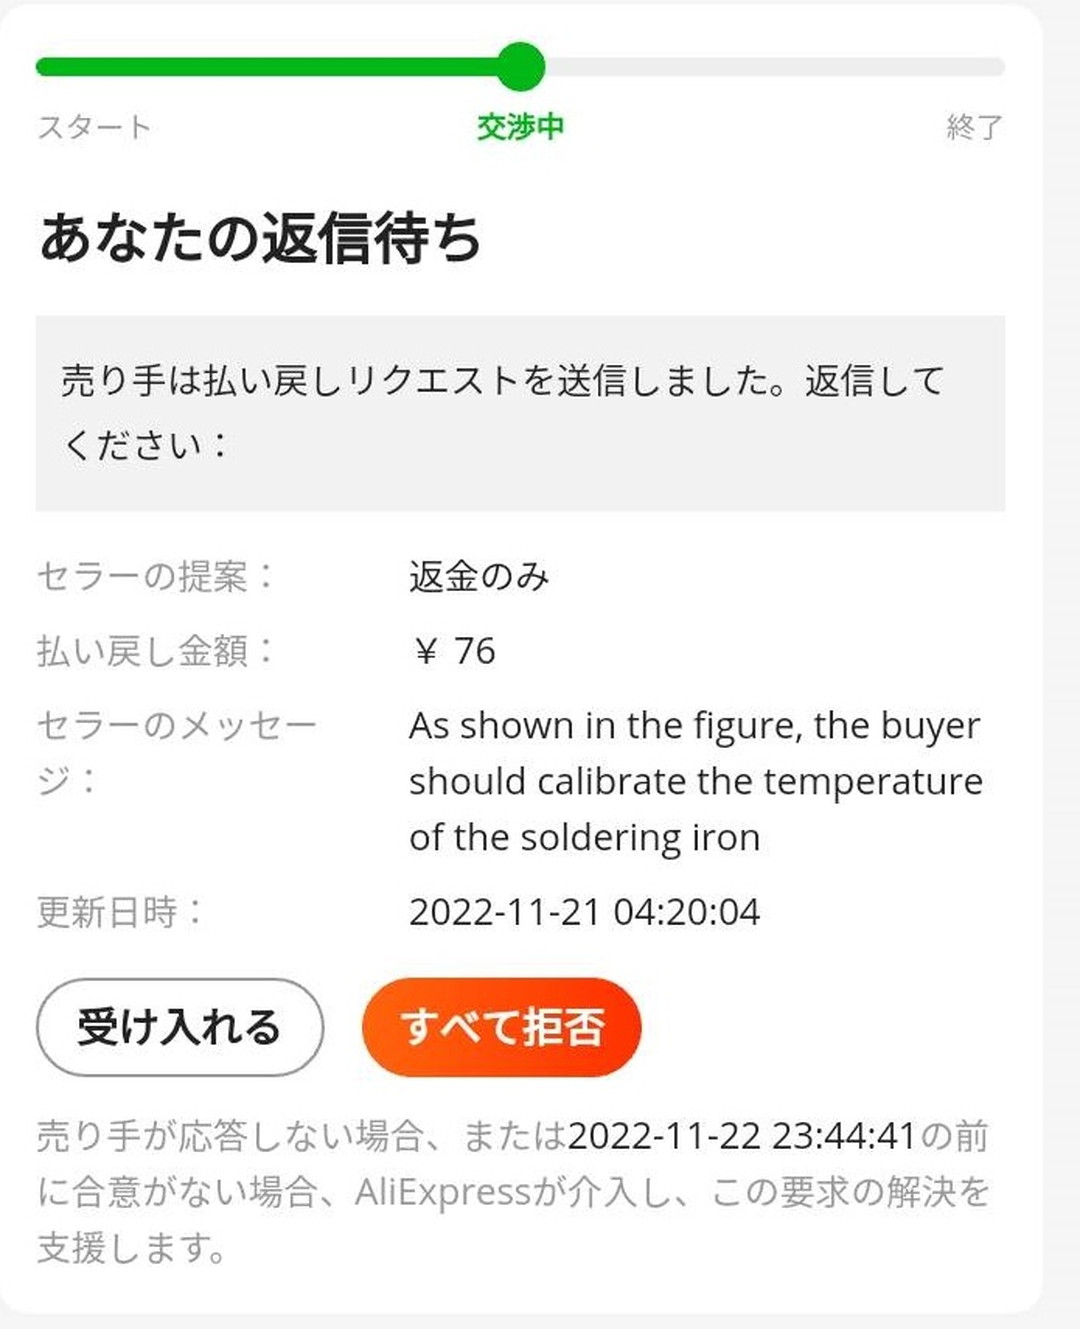 スタート
交渉中
終了
あなたの返信待ち
売り手は払い戻しリクエストを送信しました。返信して
ください：
セラーの提案：
返金のみ
払い戻し金額：
￥ 76
セラーのメッセー
ジ：
As shown in the figure, the buyer
should calibrate the temperature
of the soldering iron
更新日時：
2022-11-21 04:20:04
受け入れる
すべて拒否
売り手が応答しない場合、または2022-11-22 23:44:41の前
に合意がない場合、AliExpressが介入し、この要求の解決を
支援します。